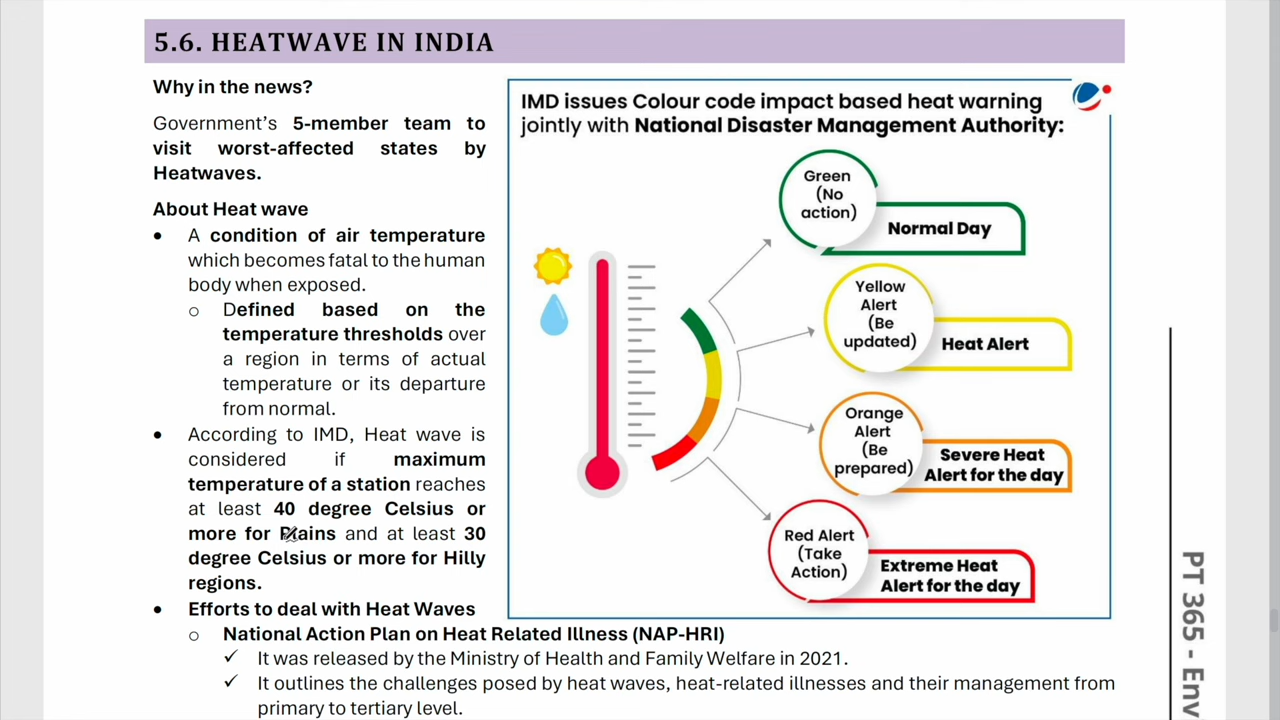 5.6. HEATWAVE IN INDIA
Why in the news?
Government's 5-member team to
visit worst-affected states by
Heatwaves.
About Heat wave
• A condition of air temperature
which becomes fatal to the human
body when exposed.
o Defined based on the
temperature thresholds over
a region in terms of actual
temperature or its departure
from normal.
• According to IMD, Heat wave is
considered if maximum
temperature of a station reaches
at least 40 degree Celsius or
more for Plains and at least 30
degree Celsius or more for Hilly
regions.
• Efforts to deal with Heat Waves
o National Action Plan on Heat Related Illness (NAP-HRI)
✓ It was released by the Ministry of Health and Family Welfare in 2021.
✓ It outlines the challenges posed by heat waves, heat-related illnesses and their management from
primary to tertiary level.
IMD issues Colour code impact based heat warning
jointly with National Disaster Management Authority:
Green
(No
action)
Normal Day
Yellow
Alert
(Be
updated)
Heat Alert
Orange
Alert
(Be
prepared)
Severe Heat
Alert for the day
Red Alert
(Take
Action)
Extreme Heat
Alert for the day
PT 365 - Env